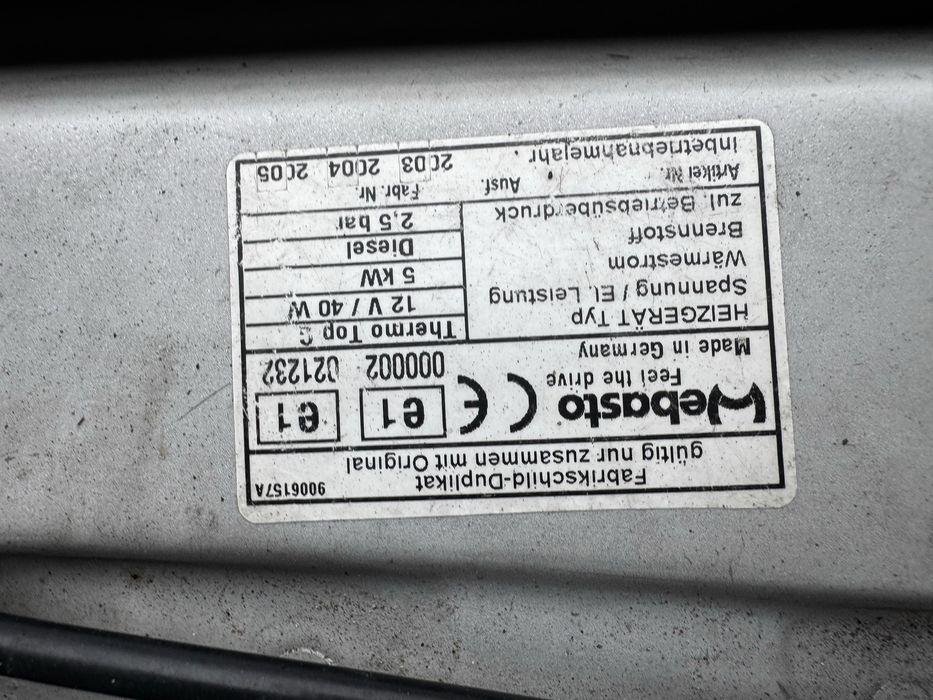 Fabrikschild-Duplikat 9006157A
gültig nur zusammen mit Original
Webasto CE e1 e1
Feel the drive 000002 021232
Made in Germany
HEIZGERÄT Typ Thermo Top C
Spannung / El. Leistung 12 V / 40 W
Wärmestrom 5 kW
Brennstoff Diesel
zul. Betriebsüberdruck 2,5 bar
Artikel Nr. Ausf. Fabr. Nr
Inbetriebnahmejahr 2003 2004 2005